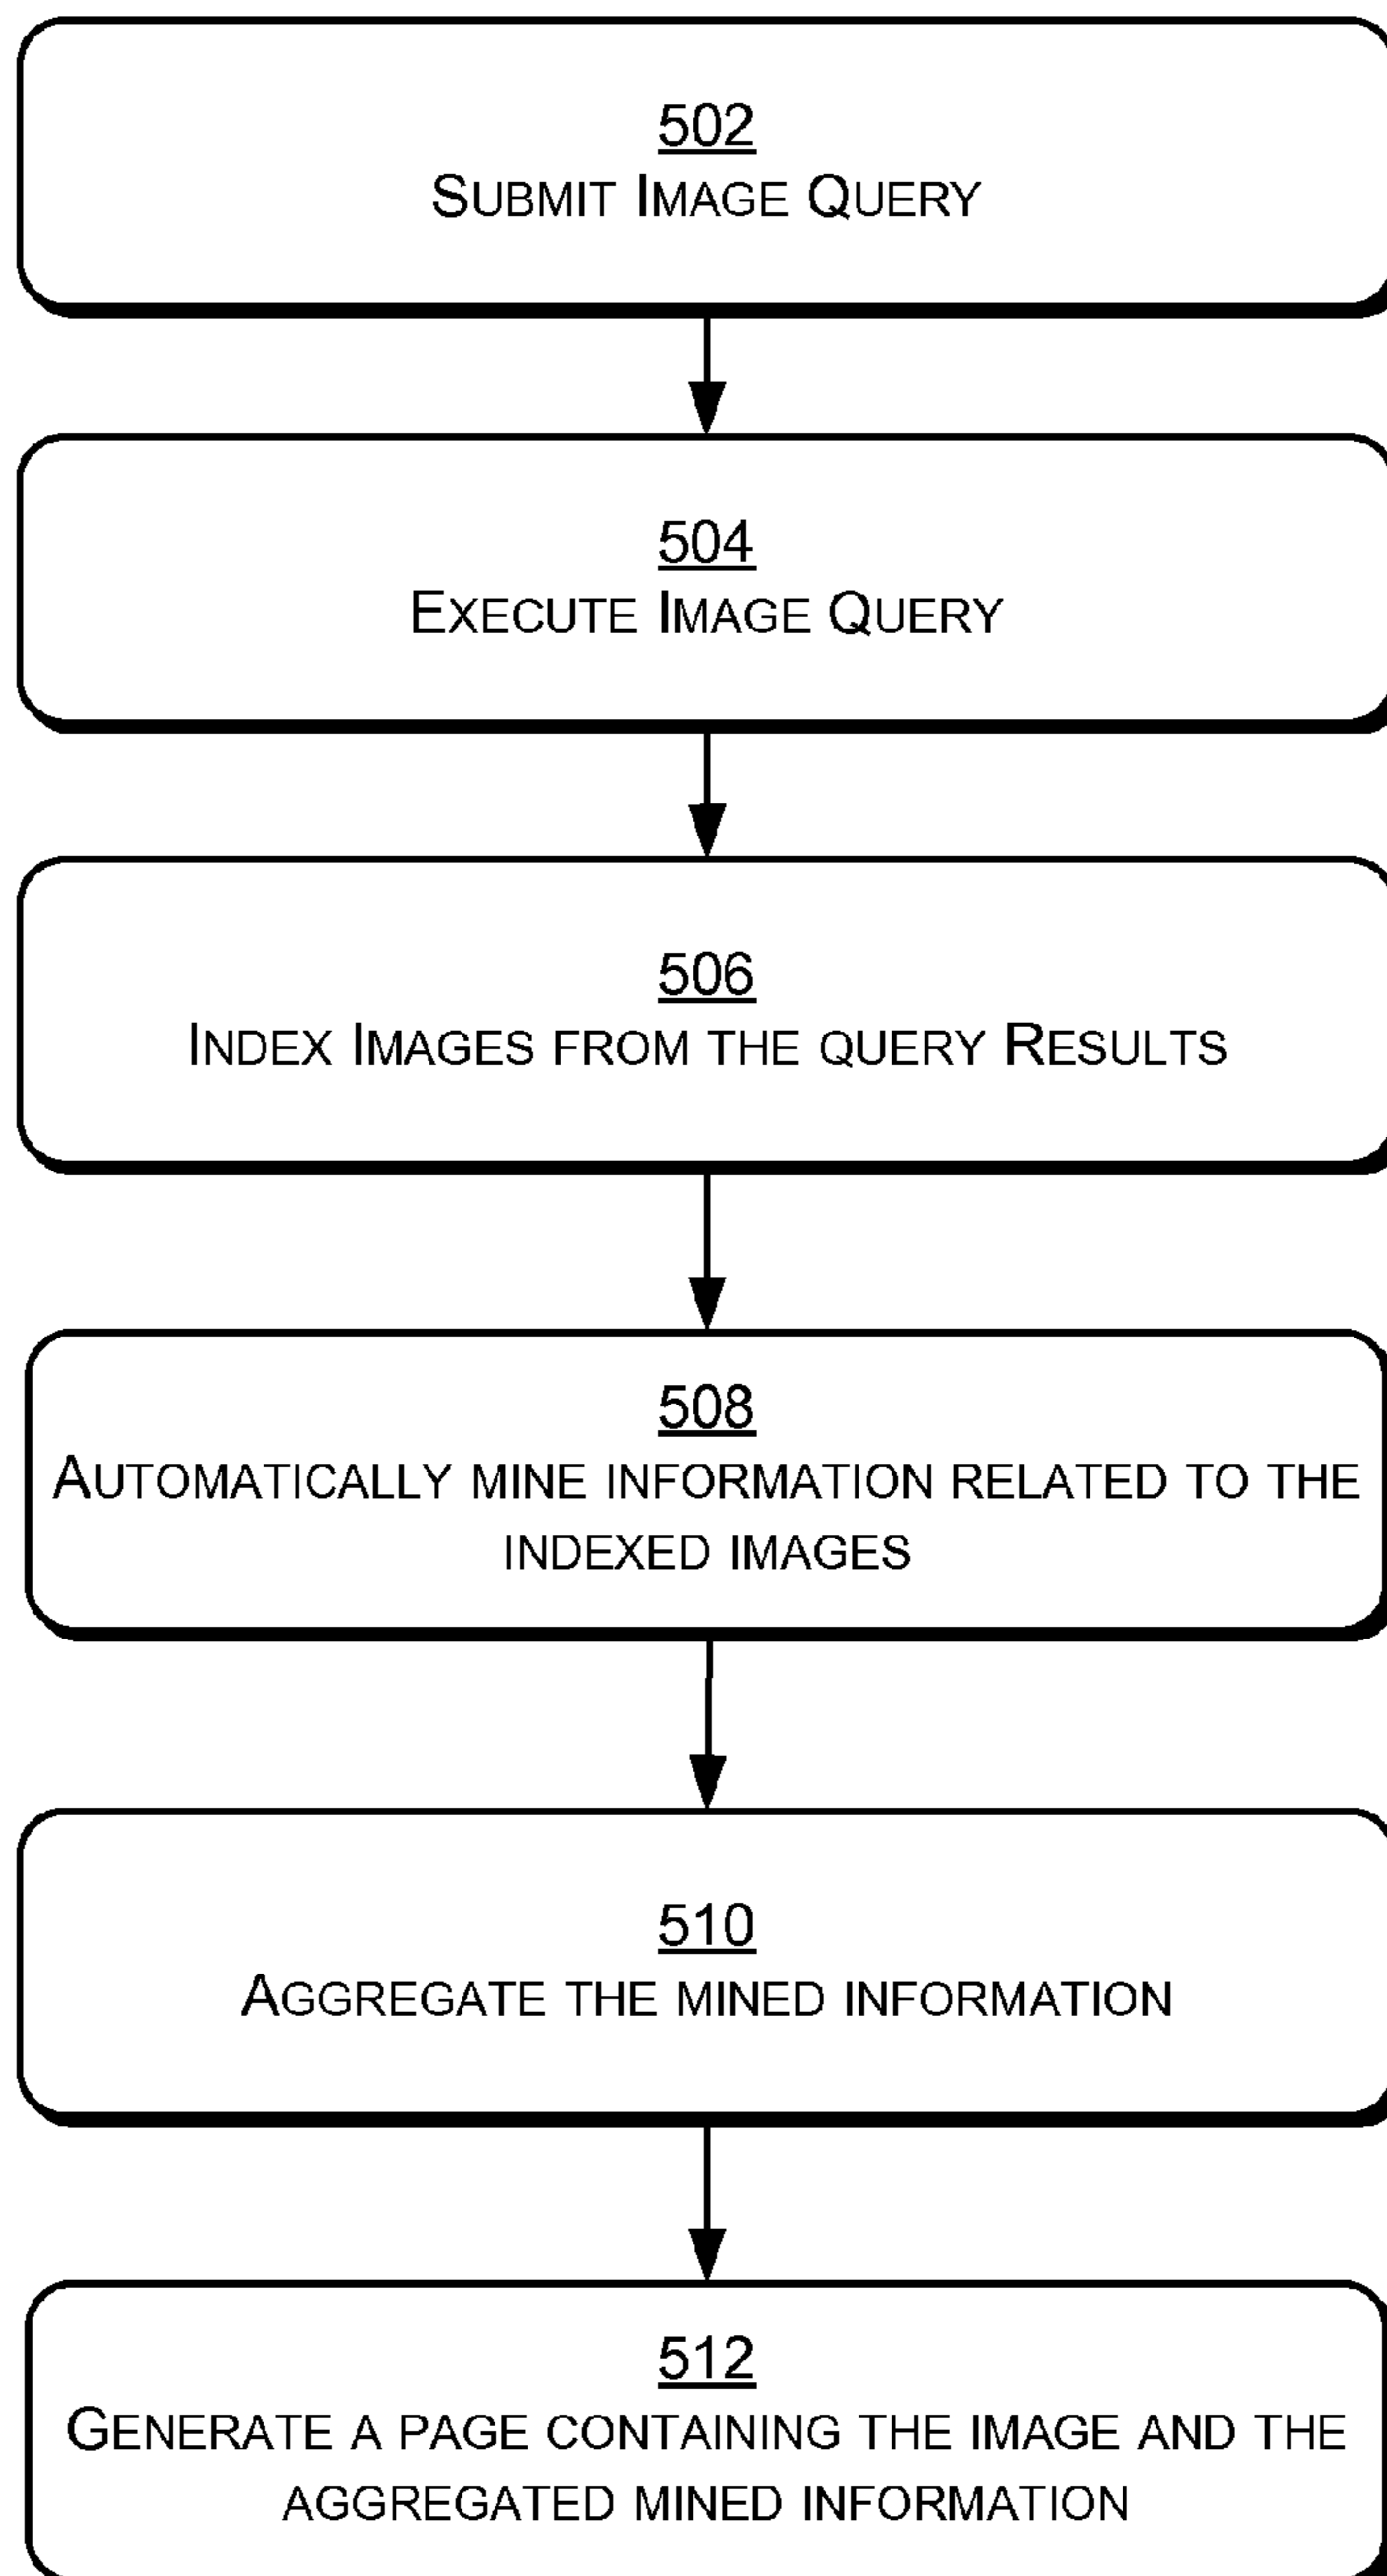 502
Submit Image Query
504
Execute Image Query
506
Index Images from the query Results
508
Automatically mine information related to the
indexed images
510
Aggregate the mined information
512
Generate a page containing the image and the
aggregated mined information